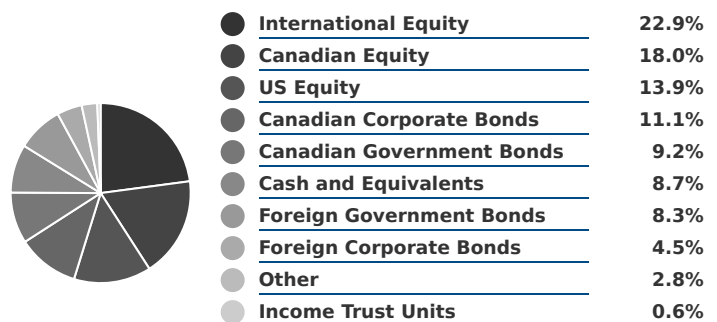 International Equity 22.9%
Canadian Equity 18.0%
US Equity 13.9%
Canadian Corporate Bonds 11.1%
Canadian Government Bonds 9.2%
Cash and Equivalents 8.7%
Foreign Government Bonds 8.3%
Foreign Corporate Bonds 4.5%
Other 2.8%
Income Trust Units 0.6%